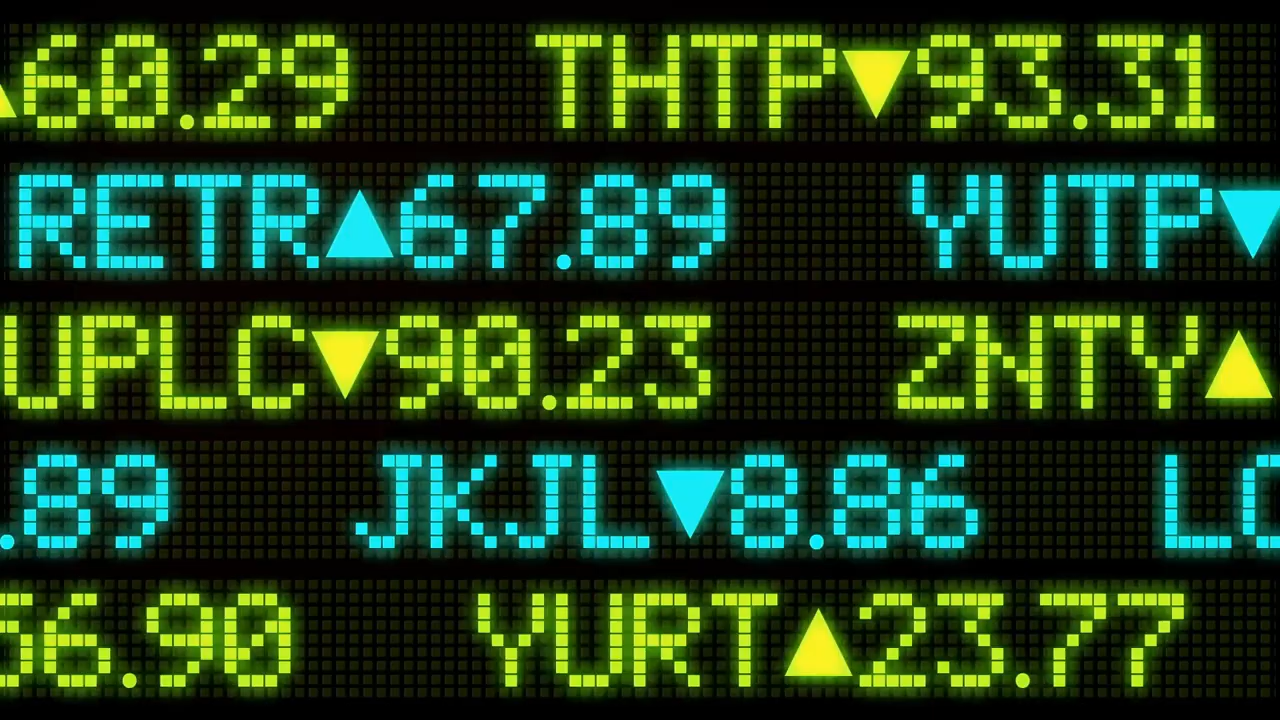 ▲60.29 THTP▼93.31
RETR▲67.89 YUTP▼
UPLC▼90.23 ZNTY▲
.89 JKJL▼8.86 LC
56.90 YURT▲23.77